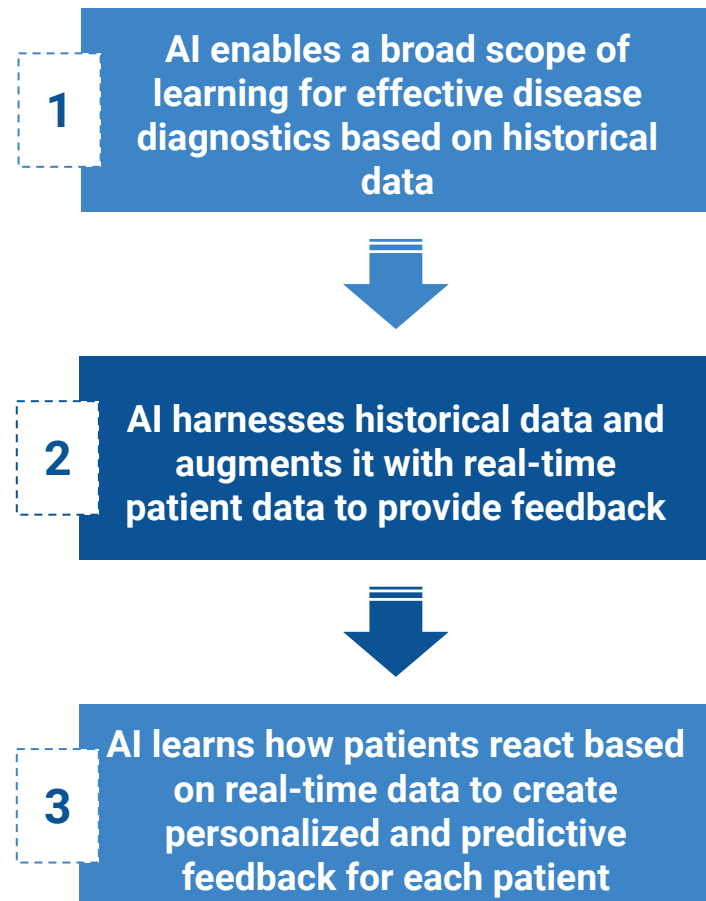 1
AI enables a broad scope of
learning for effective disease
diagnostics based on historical
data
2
AI harnesses historical data and
augments it with real-time
patient data to provide feedback
3
AI learns how patients react based
on real-time data to create
personalized and predictive
feedback for each patient